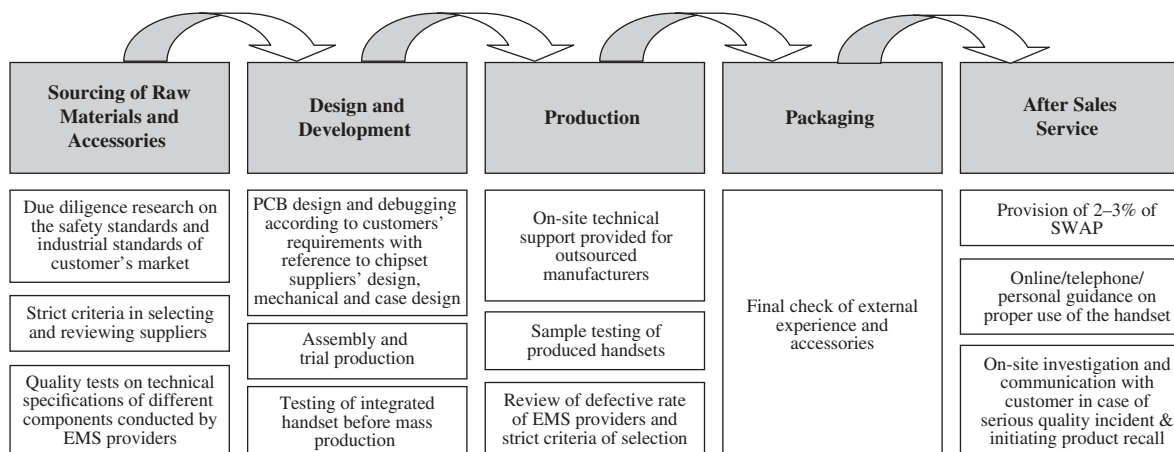 Sourcing of Raw
Materials and
Accessories
Design and
Development
Production
Packaging
After Sales
Service
Due diligence research on
the safety standards and
industrial standards of
customer's market
Strict criteria in selecting
and reviewing suppliers
Quality tests on technical
specifications of different
components conducted by
EMS providers
PCB design and debugging
according to customers'
requirements with
reference to chipset
suppliers' design,
mechanical and case design
Assembly and
trial production
Testing of integrated
handset before mass
production
On-site technical
support provided for
outsourced
manufacturers
Sample testing of
produced handsets
Review of defective rate
of EMS providers and
strict criteria of selection
Final check of external
experience and
accessories
Provision of 2–3% of
SWAP
Online/telephone/
personal guidance on
proper use of the handset
On-site investigation and
communication with
customer in case of
serious quality incident &
initiating product recall